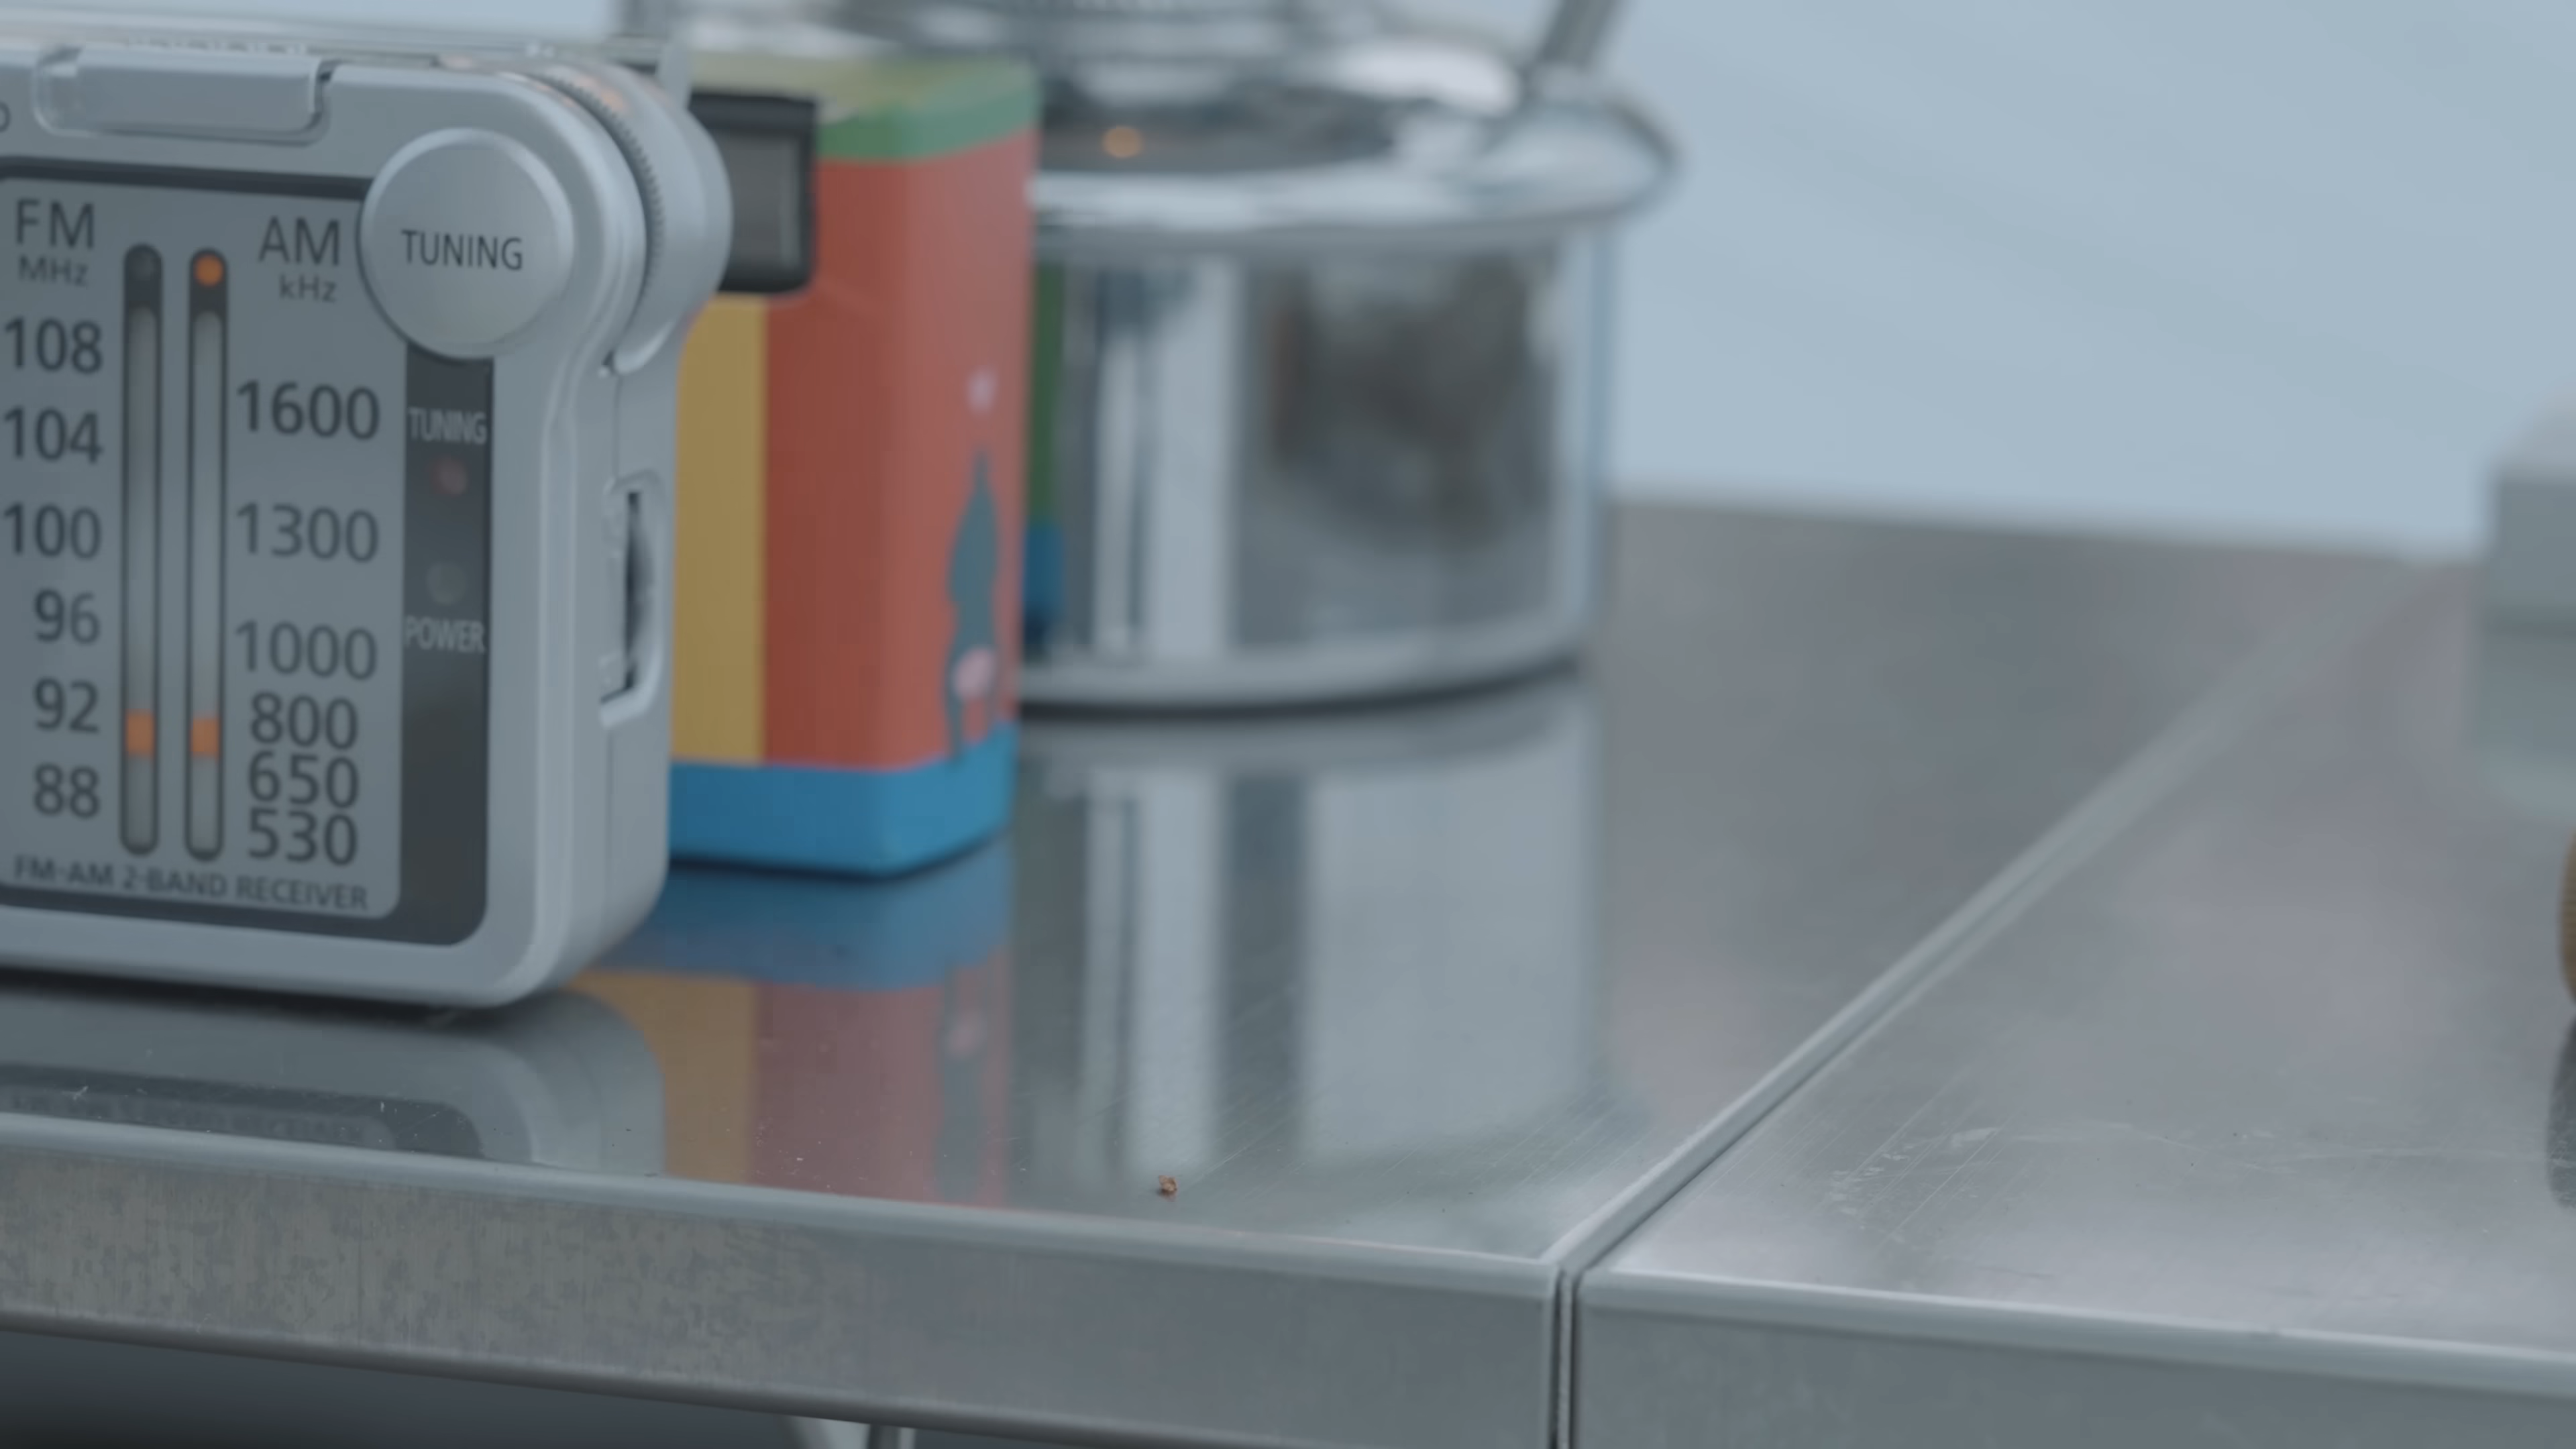 FM
MHz
108
104
100
96
92
88
AM
kHz
1600
1300
1000
800
650
530
TUNING
TUNING
POWER
FM-AM 2-BAND RECEIVER